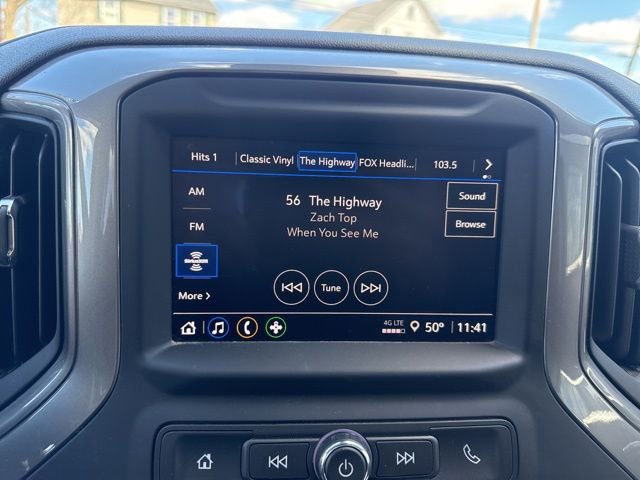 Hits 1 Classic Vinyl The Highway FOX Headli... 103.5
AM
56 The Highway
Sound
Zach Top
FM
When You See Me
Browse
SiriusXM
Tune
More
4G LTE
50° 11:41